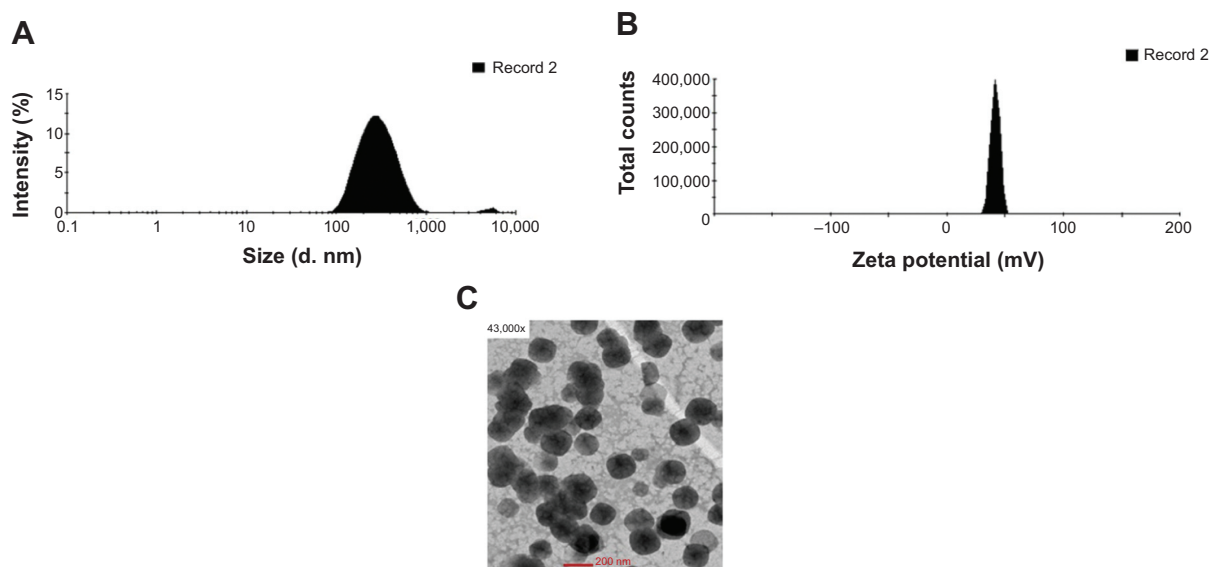 A
Record 2
Intensity (%)
15
10
5
0
0.1 1 10 100 1,000 10,000
Size (d. nm)
B
Record 2
Total counts
400,000
300,000
200,000
100,000
0
–100 0 100 200
Zeta potential (mV)
C
43,000x
200 nm